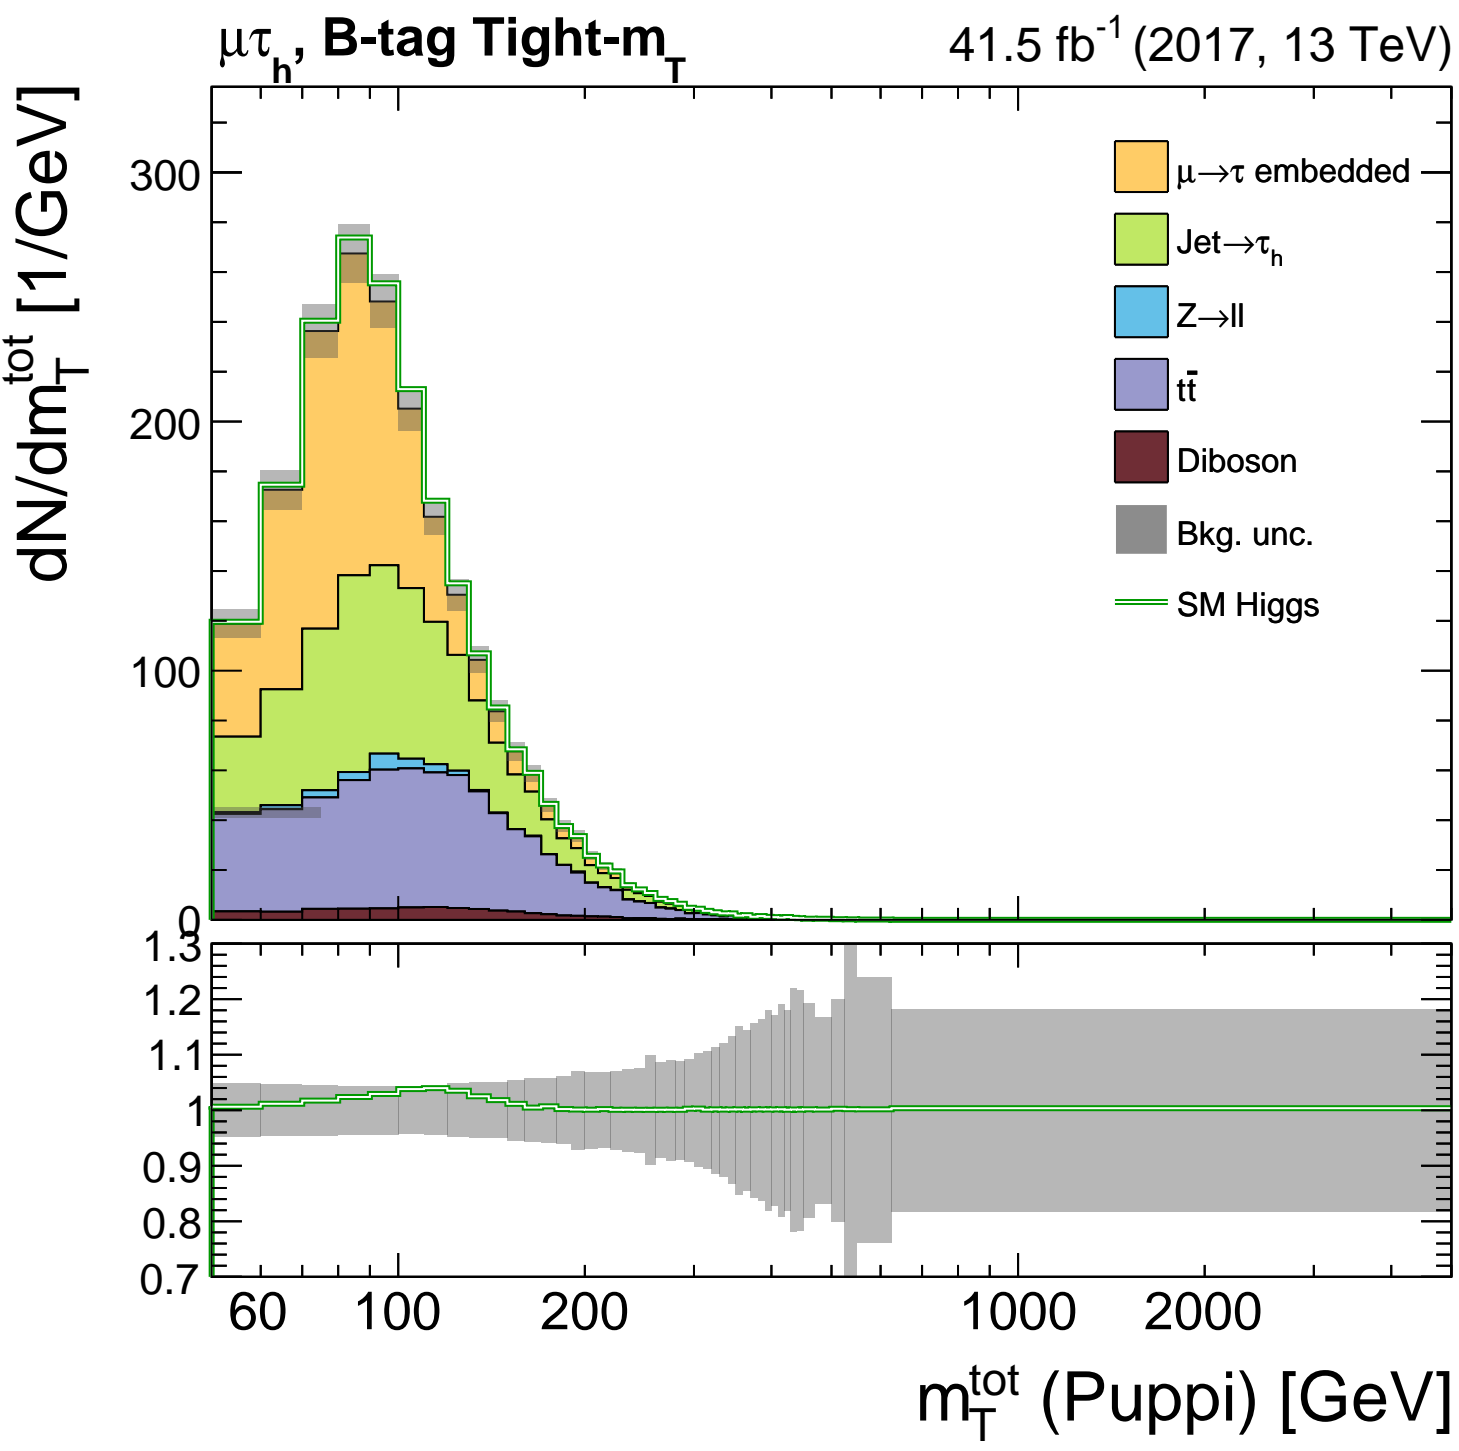 μτh, B-tag Tight-mT
41.5 fb-1 (2017, 13 TeV)
dN/dmTtot [1/GeV]
300
200
100
0
μ→τ embedded
Jet→τh
Z→ll
tt̄
Diboson
Bkg. unc.
SM Higgs
1.3
1.2
1.1
1
0.9
0.8
0.7
60 100 200 1000 2000
mTtot (Puppi) [GeV]